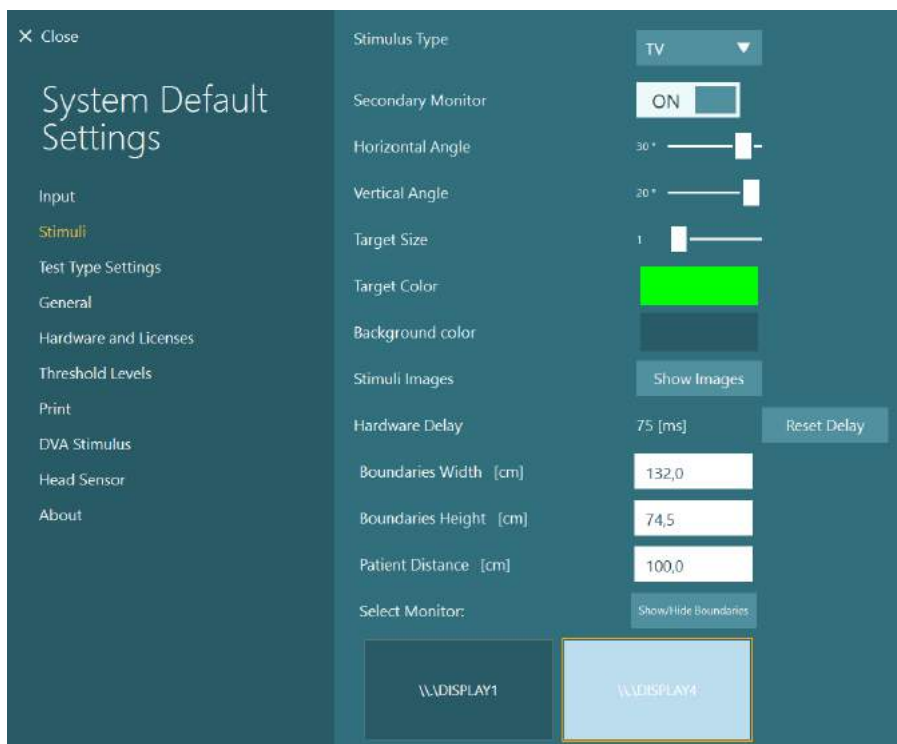 ✕ Close
System Default
Settings
Input
Stimuli
Test Type Settings
General
Hardware and Licenses
Threshold Levels
Print
DVA Stimulus
Head Sensor
About
Stimulus Type TV
Secondary Monitor ON
Horizontal Angle 30 °
Vertical Angle 20 °
Target Size 1
Target Color
Background color
Stimuli Images Show Images
Hardware Delay 75 [ms] Reset Delay
Boundaries Width [cm] 132,0
Boundaries Height [cm] 74,5
Patient Distance [cm] 100,0
Select Monitor: Show/Hide Boundaries
\\.\DISPLAY1 \\.\DISPLAY4